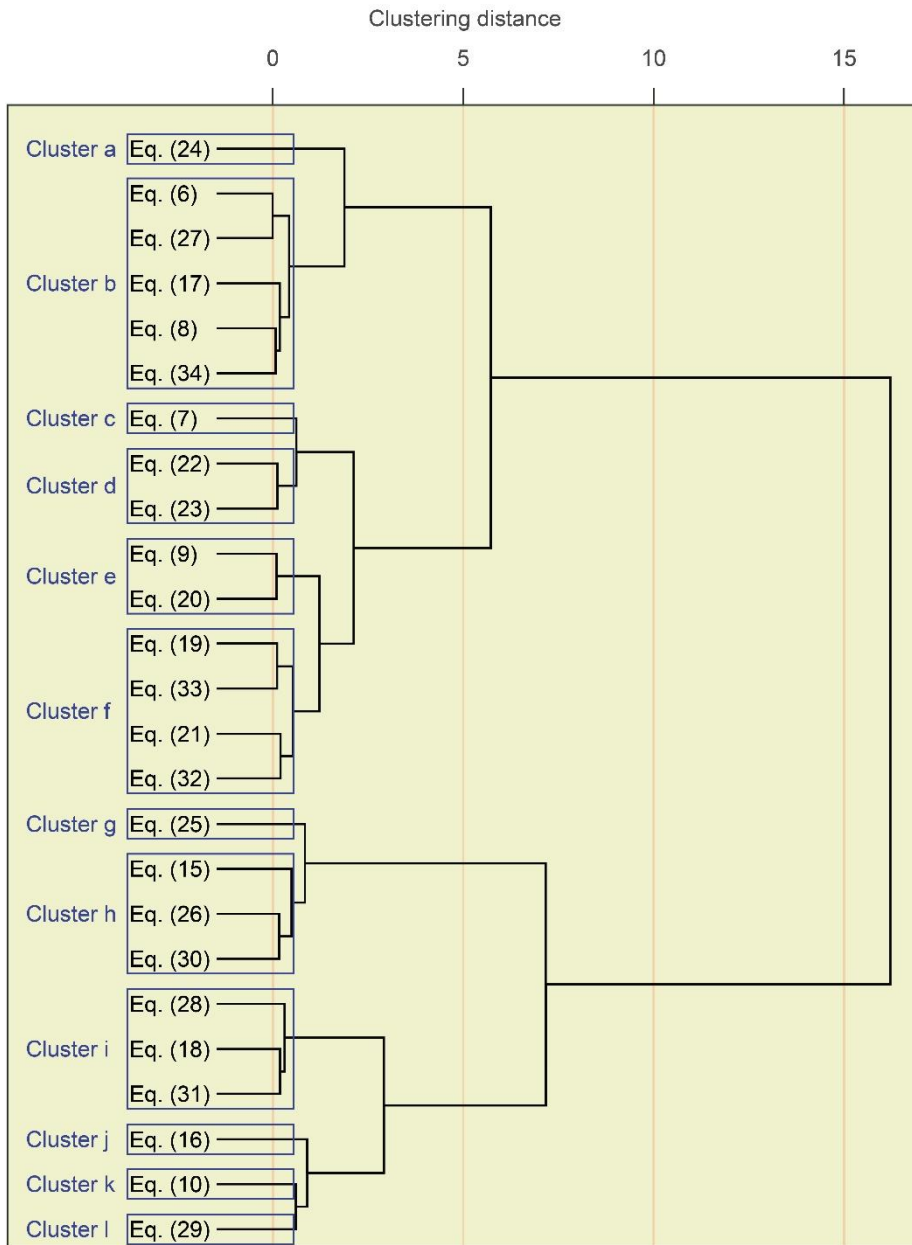 Clustering distance
0 5 10 15
Cluster a Eq. (24)
Eq. (6)
Eq. (27)
Cluster b Eq. (17)
Eq. (8)
Eq. (34)
Cluster c Eq. (7)
Eq. (22)
Cluster d
Eq. (23)
Eq. (9)
Cluster e
Eq. (20)
Eq. (19)
Eq. (33)
Cluster f
Eq. (21)
Eq. (32)
Cluster g Eq. (25)
Eq. (15)
Cluster h Eq. (26)
Eq. (30)
Eq. (28)
Cluster i Eq. (18)
Eq. (31)
Cluster j Eq. (16)
Cluster k Eq. (10)
Cluster l Eq. (29)